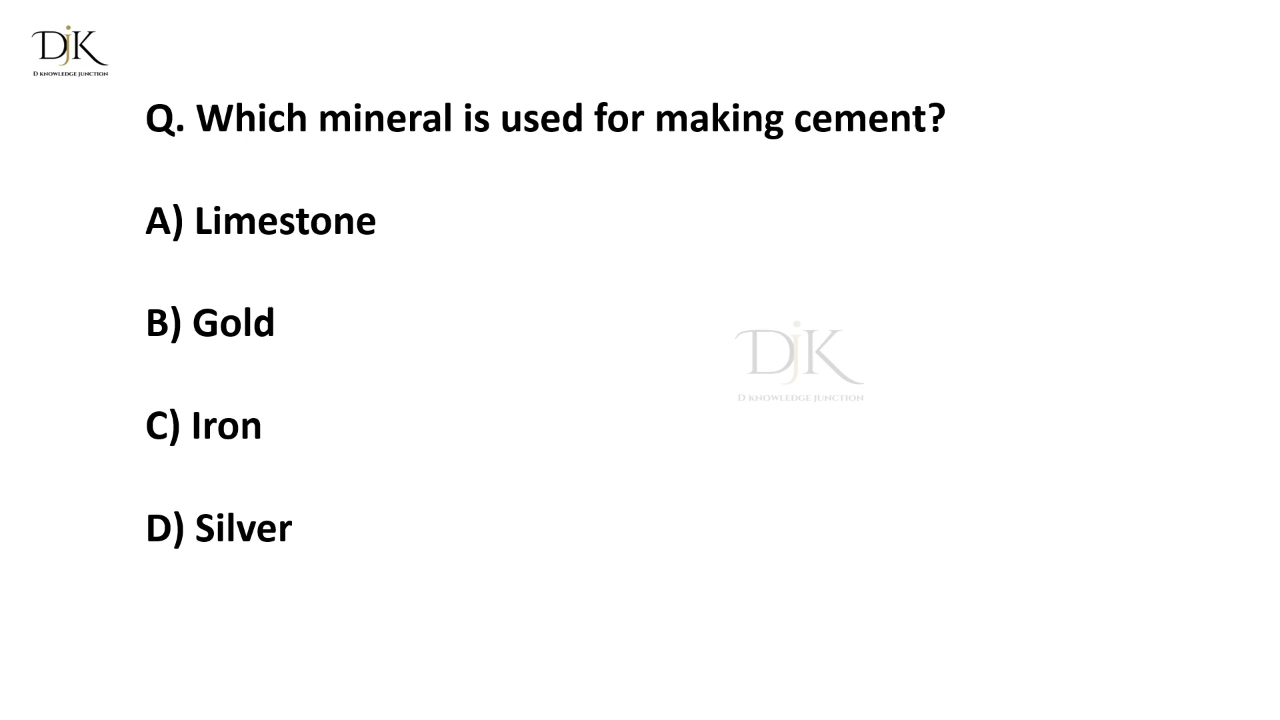 DjK
D KNOWLEDGE JUNCTION
Q. Which mineral is used for making cement?
A) Limestone
B) Gold
DjK
D KNOWLEDGE JUNCTION
C) Iron
D) Silver